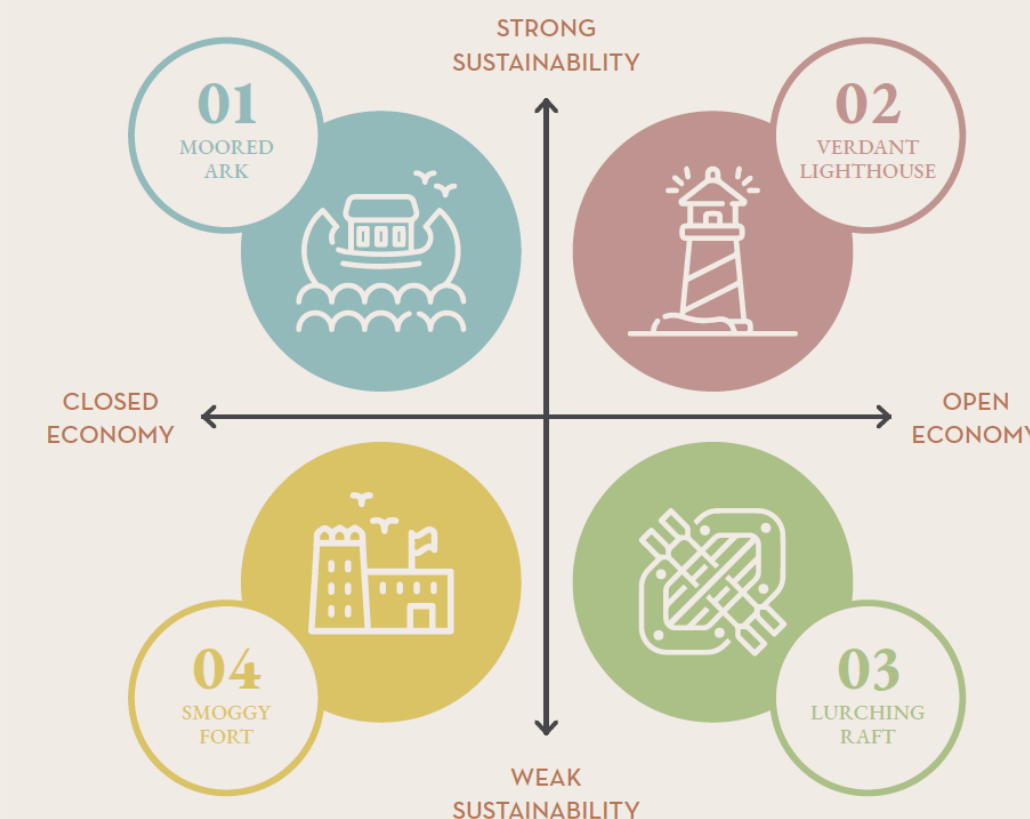 STRONG
SUSTAINABILITY
01
MOORED
ARK
02
VERDANT
LIGHTHOUSE
CLOSED
ECONOMY
OPEN
ECONOMY
04
SMOGGY
FORT
03
LURCHING
RAFT
WEAK
SUSTAINABILITY